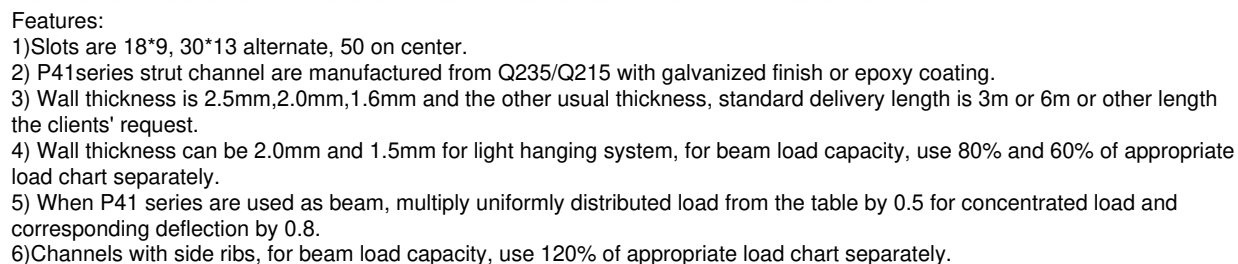 Features:
1)Slots are 18*9, 30*13 alternate, 50 on center.
2) P41series strut channel are manufactured from Q235/Q215 with galvanized finish or epoxy coating.
3) Wall thickness is 2.5mm,2.0mm,1.6mm and the other usual thickness, standard delivery length is 3m or 6m or other length
the clients' request.
4) Wall thickness can be 2.0mm and 1.5mm for light hanging system, for beam load capacity, use 80% and 60% of appropriate
load chart separately.
5) When P41 series are used as beam, multiply uniformly distributed load from the table by 0.5 for concentrated load and
corresponding deflection by 0.8.
6)Channels with side ribs, for beam load capacity, use 120% of appropriate load chart separately.